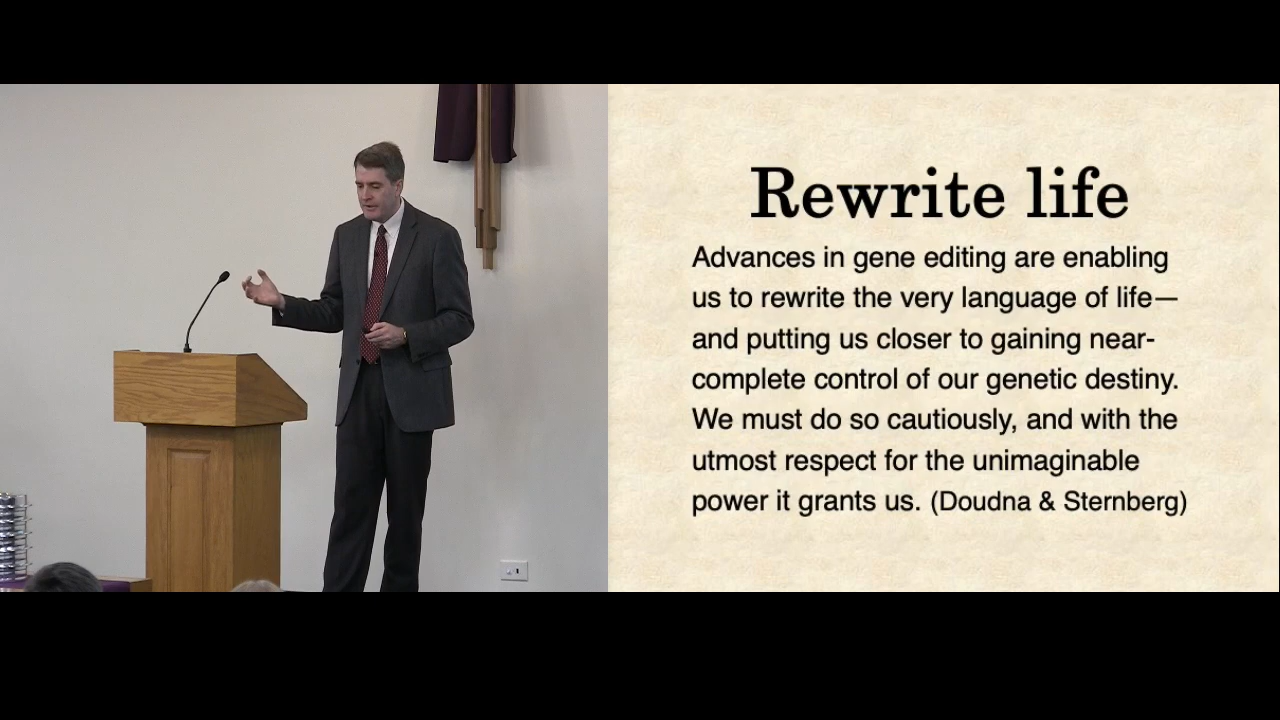 Rewrite life
Advances in gene editing are enabling
us to rewrite the very language of life—
and putting us closer to gaining near-
complete control of our genetic destiny.
We must do so cautiously, and with the
utmost respect for the unimaginable
power it grants us. (Doudna & Sternberg)